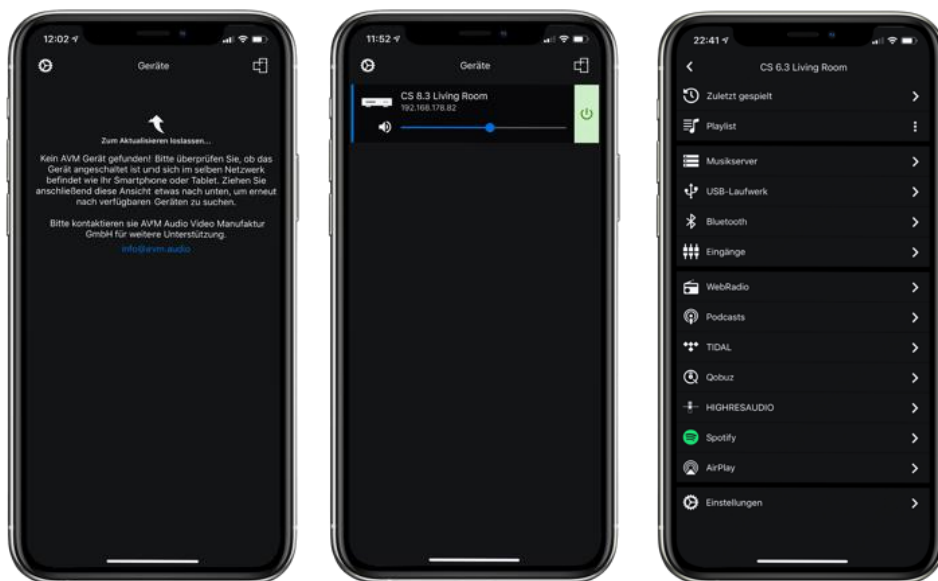 12:02
Geräte
Zum Aktualisieren loslassen...
Kein AVM Gerät gefunden! Bitte überprüfen Sie, ob das
Gerät angeschaltet ist und sich im selben Netzwerk
befindet wie Ihr Smartphone oder Tablet. Ziehen Sie
anschließend diese Ansicht etwas nach unten, um erneut
nach verfügbaren Geräten zu suchen.
Bitte kontaktieren sie AVM Audio Video Manufaktur
GmbH für weitere Unterstützung.
info@avm.audio
11:52
Geräte
CS 8.3 Living Room
192.168.178.82
22:41
CS 6.3 Living Room
Zuletzt gespielt
Playlist
Musikserver
USB-Laufwerk
Bluetooth
Eingänge
WebRadio
Podcasts
TIDAL
Qobuz
HIGHRESAUDIO
Spotify
AirPlay
Einstellungen